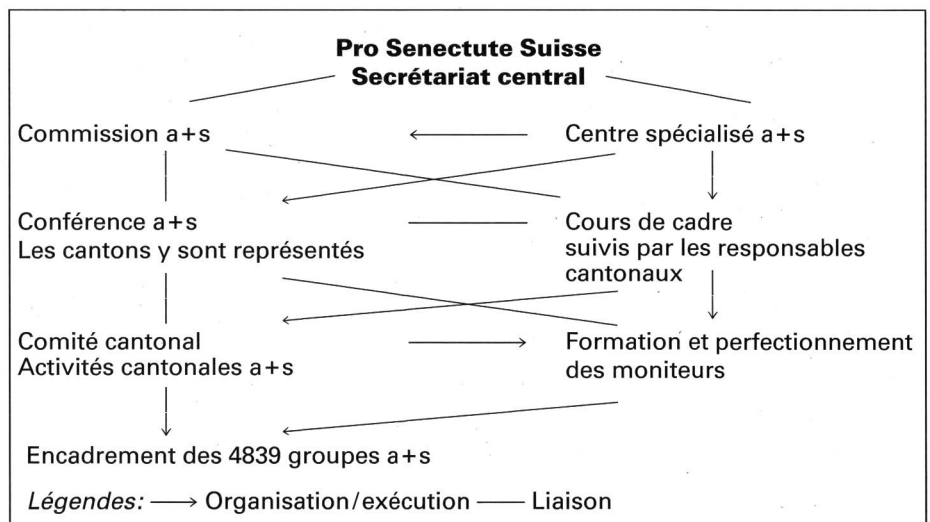 Pro Senectute Suisse
Secrétariat central
Commission a+s
Centre spécialisé a+s
Conférence a+s
Les cantons y sont représentés
Cours de cadre
suivis par les responsables
cantonaux
Comité cantonal
Activités cantonales a+s
Formation et perfectionnement
des moniteurs
Encadrement des 4839 groupes a+s
Légendes: → Organisation/exécution — Liaison